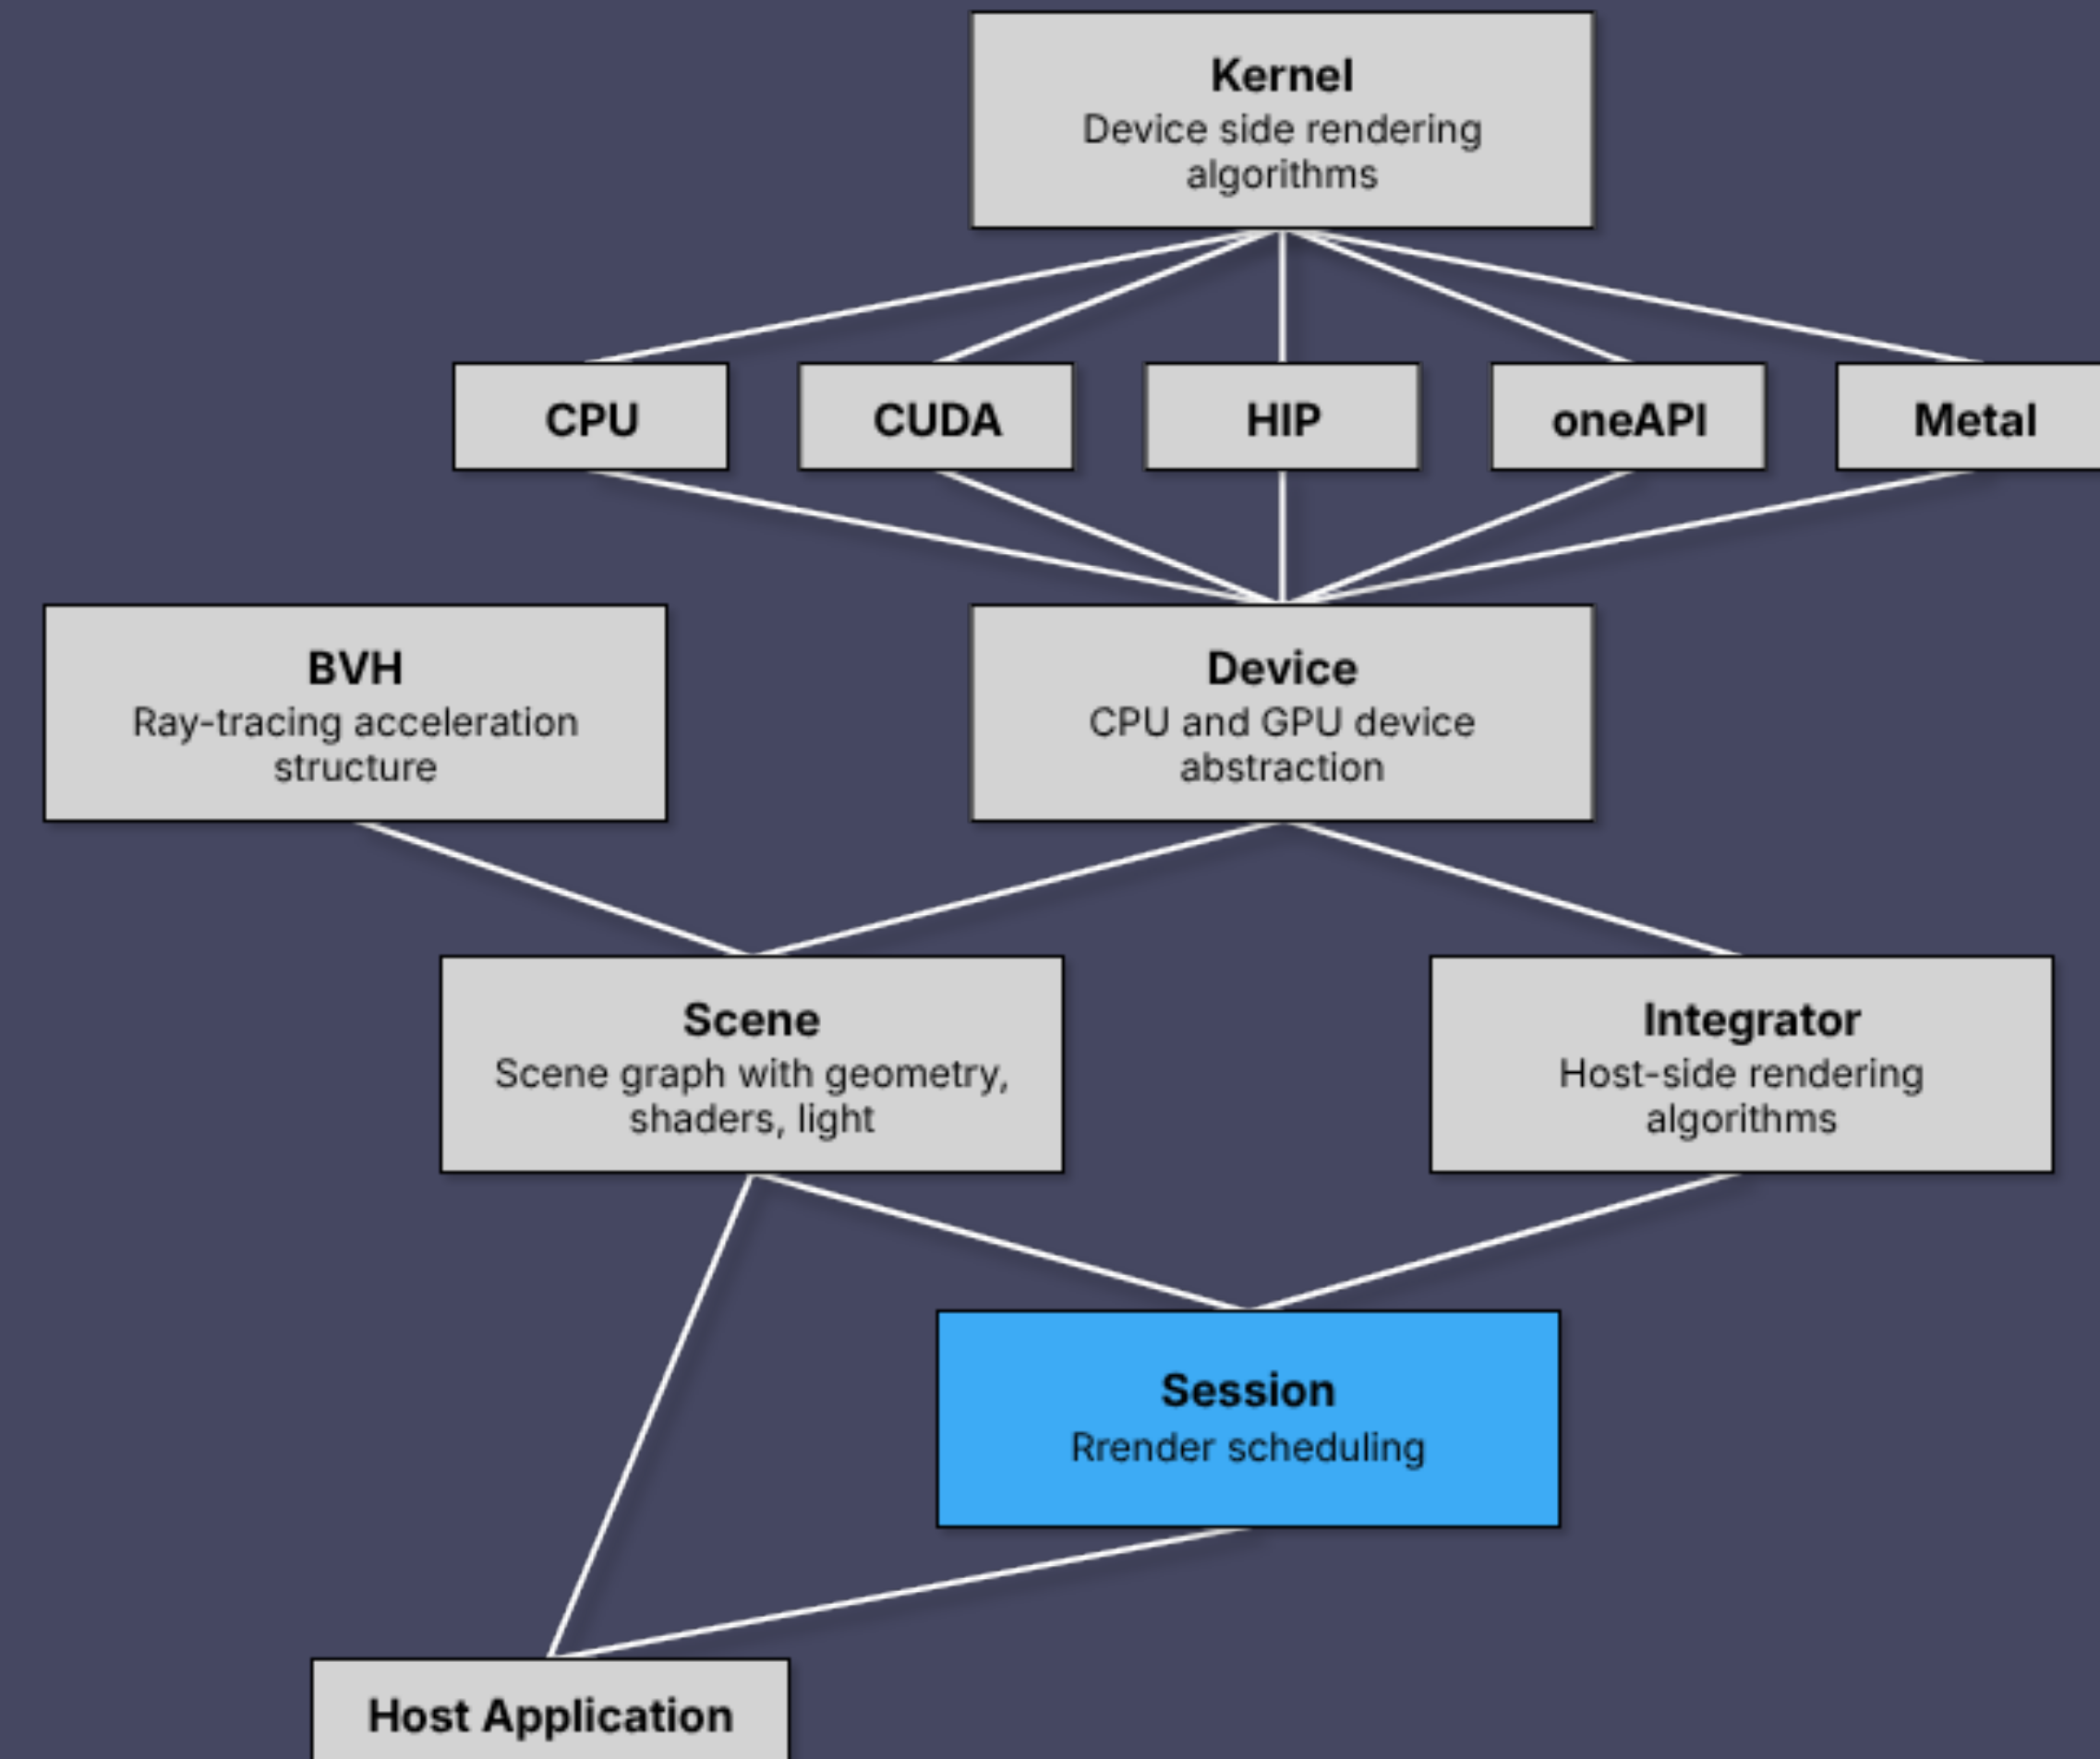 Kernel
Device side rendering
algorithms
CPU
CUDA
HIP
oneAPI
Metal
BVH
Ray-tracing acceleration
structure
Device
CPU and GPU device
abstraction
Scene
Scene graph with geometry,
shaders, light
Integrator
Host-side rendering
algorithms
Session
Rrender scheduling
Host Application